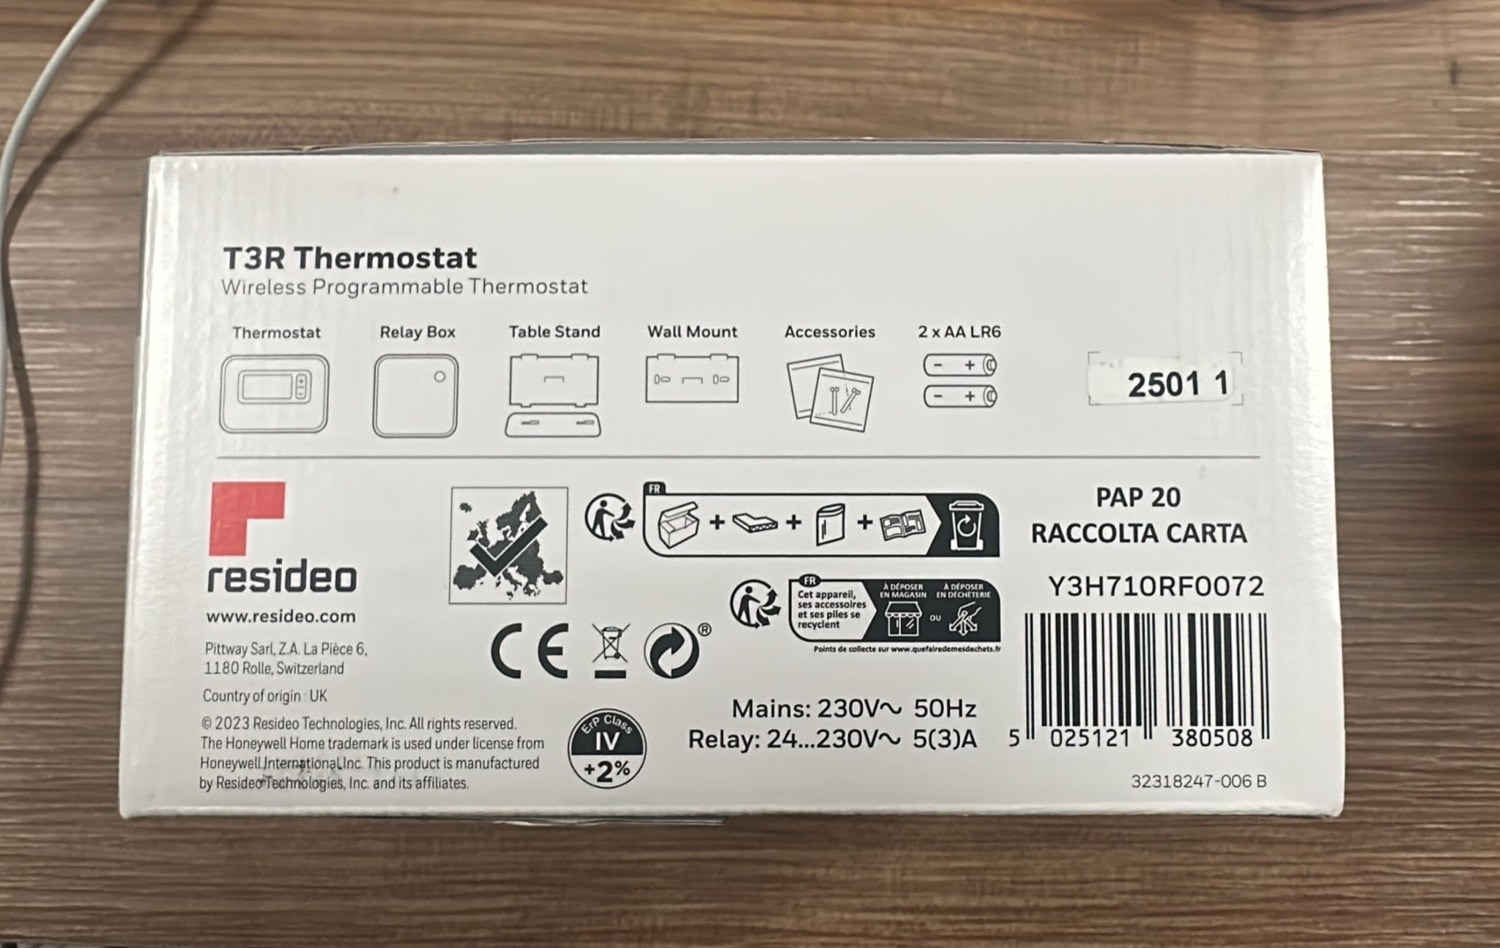 T3R Thermostat
Wireless Programmable Thermostat
Thermostat
Relay Box
Table Stand
Wall Mount
Accessories
2 x AA LR6
2501 1
resideo
www.resideo.com
Pittway Sarl, Z.A. La Pièce 6,
1180 Rolle, Switzerland
Country of origin : UK
© 2023 Resideo Technologies, Inc. All rights reserved.
The Honeywell Home trademark is used under license from
Honeywell International, Inc. This product is manufactured
by Resideo Technologies, Inc. and its affiliates.
FR
+ + +
FR
Cet appareil,
ses accessoires
et ses piles se
recyclent
À DÉPOSER
EN MAGASIN
OU
À DÉPOSER
EN DÉCHÈTERIE
Points de collecte sur www.quefairedemesdechets.fr
CE
®
ErP Class
IV
+2%
Mains: 230V~ 50Hz
Relay: 24...230V~ 5(3)A
PAP 20
RACCOLTA CARTA
Y3H710RF0072
5 025121 380508
32318247-006 B